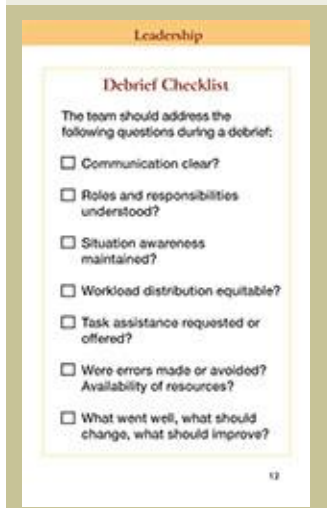 Leadership
Debrief Checklist
The team should address the
following questions during a debrief:
Communication clear?
Roles and responsibilities
understood?
Situation awareness
maintained?
Workload distribution equitable?
Task assistance requested or
offered?
Were errors made or avoided?
Availability of resources?
What went well, what should
change, what should improve?
12